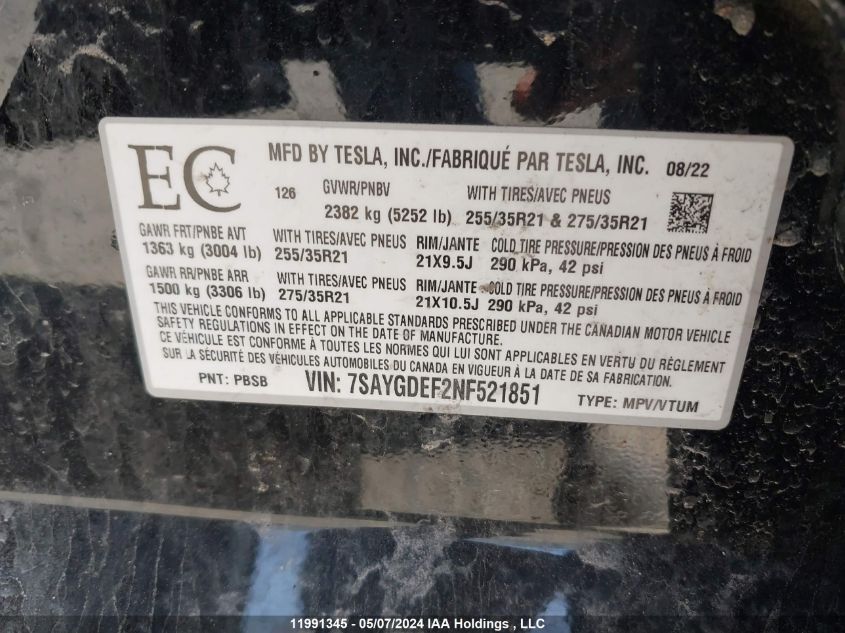 EC
MFD BY TESLA, INC./FABRIQUÉ PAR TESLA, INC. 08/22
126 GVWR/PNBV WITH TIRES/AVEC PNEUS
2382 kg (5252 lb) 255/35R21 & 275/35R21
GAWR FRT/PNBE AVT WITH TIRES/AVEC PNEUS RIM/JANTE COLD TIRE PRESSURE/PRESSION DES PNEUS À FROID
1363 kg (3004 lb) 255/35R21 21X9.5J 290 kPa, 42 psi
GAWR RR/PNBE ARR WITH TIRES/AVEC PNEUS RIM/JANTE COLD TIRE PRESSURE/PRESSION DES PNEUS À FROID
1500 kg (3306 lb) 275/35R21 21X10.5J 290 kPa, 42 psi
THIS VEHICLE CONFORMS TO ALL APPLICABLE STANDARDS PRESCRIBED UNDER THE CANADIAN MOTOR VEHICLE
SAFETY REGULATIONS IN EFFECT ON THE DATE OF MANUFACTURE.
CE VÉHICULE EST CONFORME À TOUTES LES NORMES QUI LUI SONT APPLICABLES EN VERTU DU RÈGLEMENT
SUR LA SÉCURITÉ DES VÉHICULES AUTOMOBILES DU CANADA EN VIGUEUR À LA DATE DE SA FABRICATION.
PNT: PBSB VIN: 7SAYGDEF2NF521851 TYPE: MPV/VTUM
11991345 - 05/07/2024 IAA Holdings , LLC